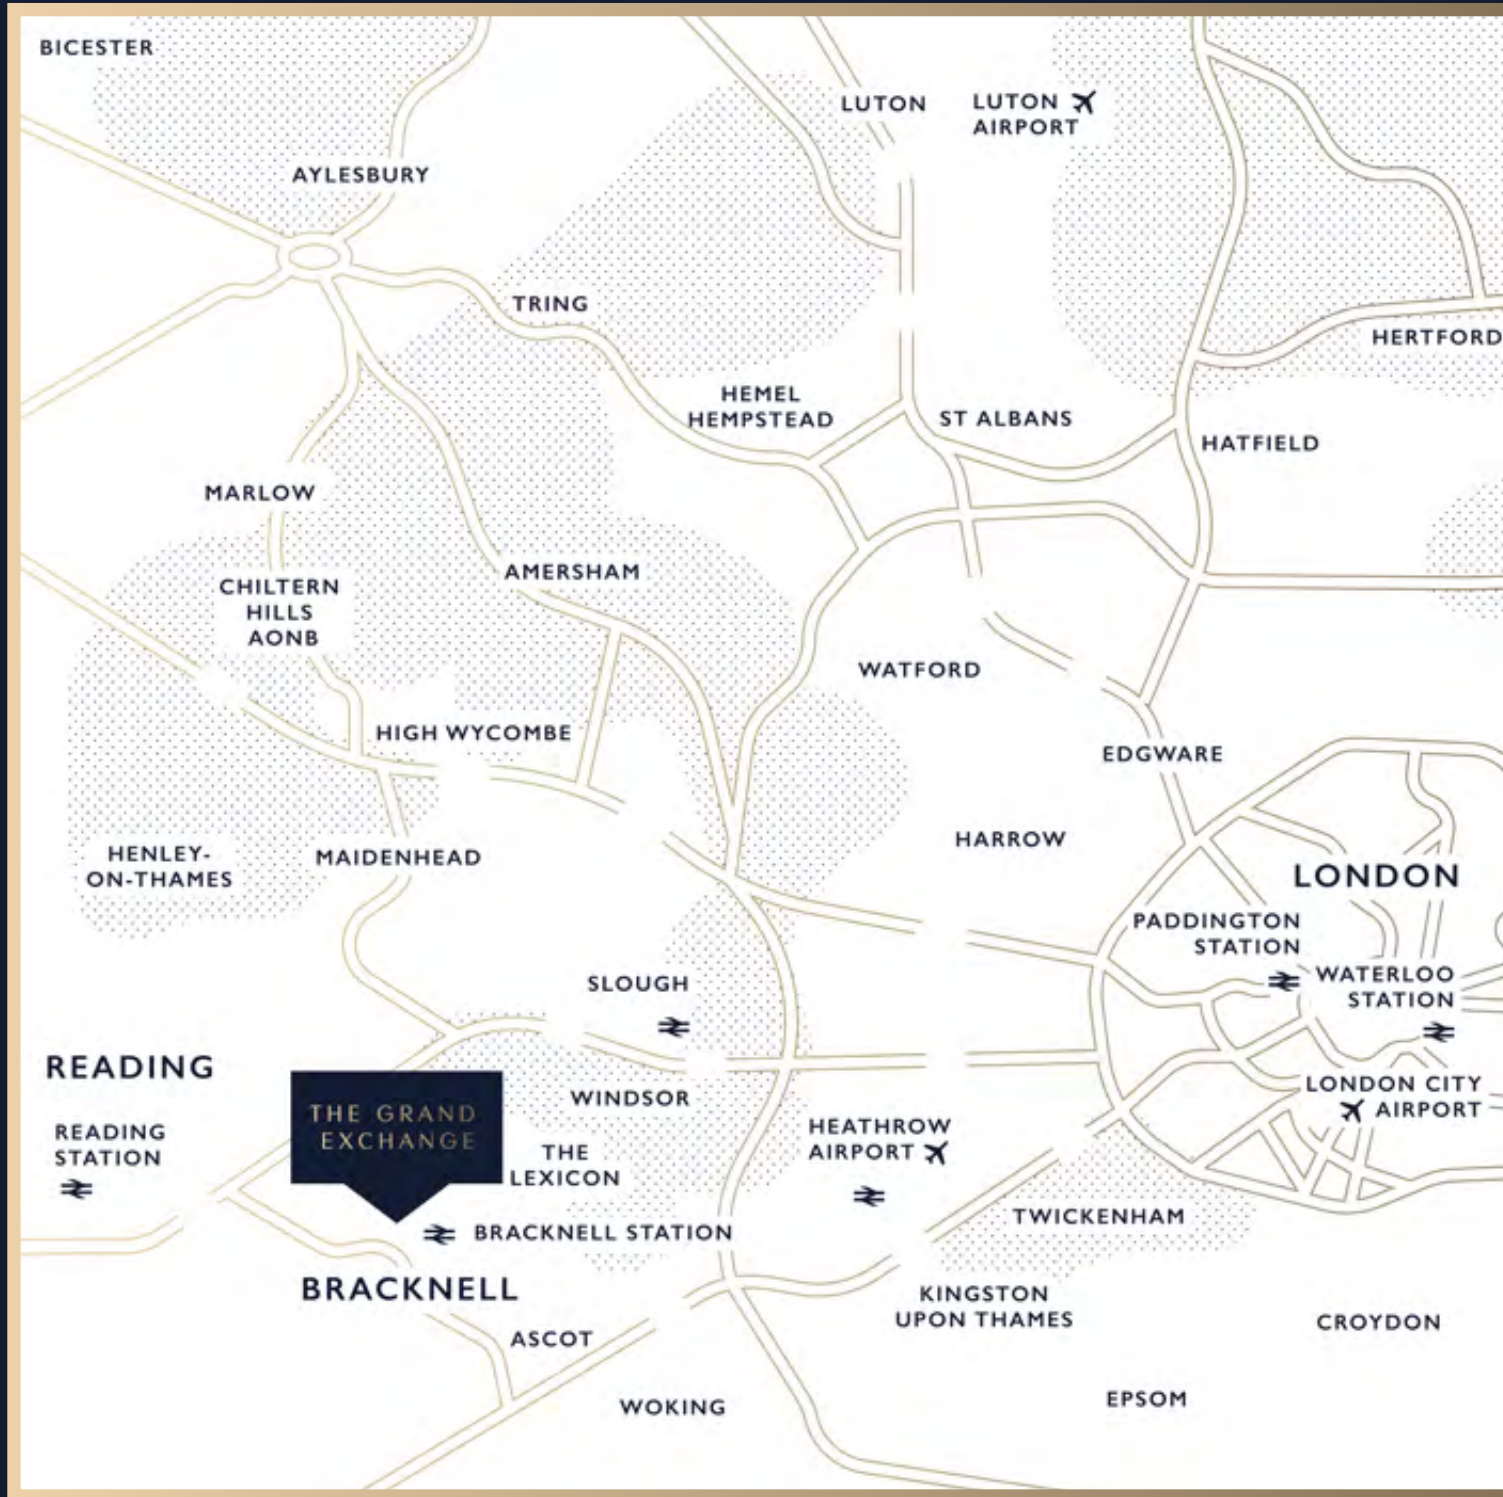 BICESTER
LUTON
LUTON
AIRPORT
AYLESBURY
TRING
HERTFORD
HEMEL
HEMPSTEAD
ST ALBANS
HATFIELD
MARLOW
AMERSHAM
CHILTERN
HILLS
AONB
WATFORD
HIGH WYCOMBE
EDGWARE
HARROW
HENLEY-
ON-THAMES
MAIDENHEAD
LONDON
PADDINGTON
STATION
SLOUGH
WATERLOO
STATION
READING
LONDON CITY
AIRPORT
WINDSOR
THE GRAND
EXCHANGE
READING
STATION
THE
LEXICON
HEATHROW
AIRPORT
TWICKENHAM
BRACKNELL STATION
BRACKNELL
KINGSTON
UPON THAMES
CROYDON
ASCOT
WOKING
EPSOM